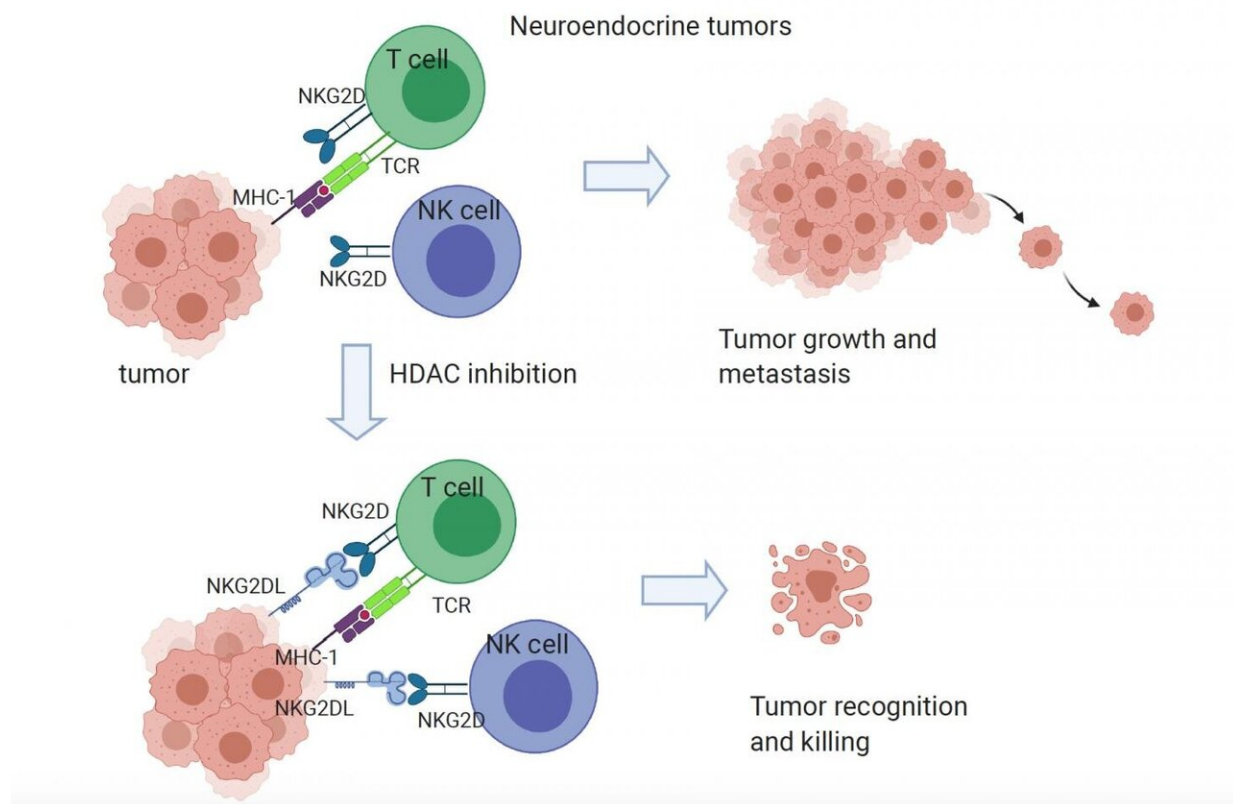 Neuroendocrine tumors
T cell
NKG2D
TCR
MHC-1
NK cell
NKG2D
tumor
HDAC inhibition
Tumor growth and
metastasis
T cell
NKG2D
NKG2DL
TCR
NK cell
MHC-1
NKG2DL
NKG2D
Tumor recognition
and killing